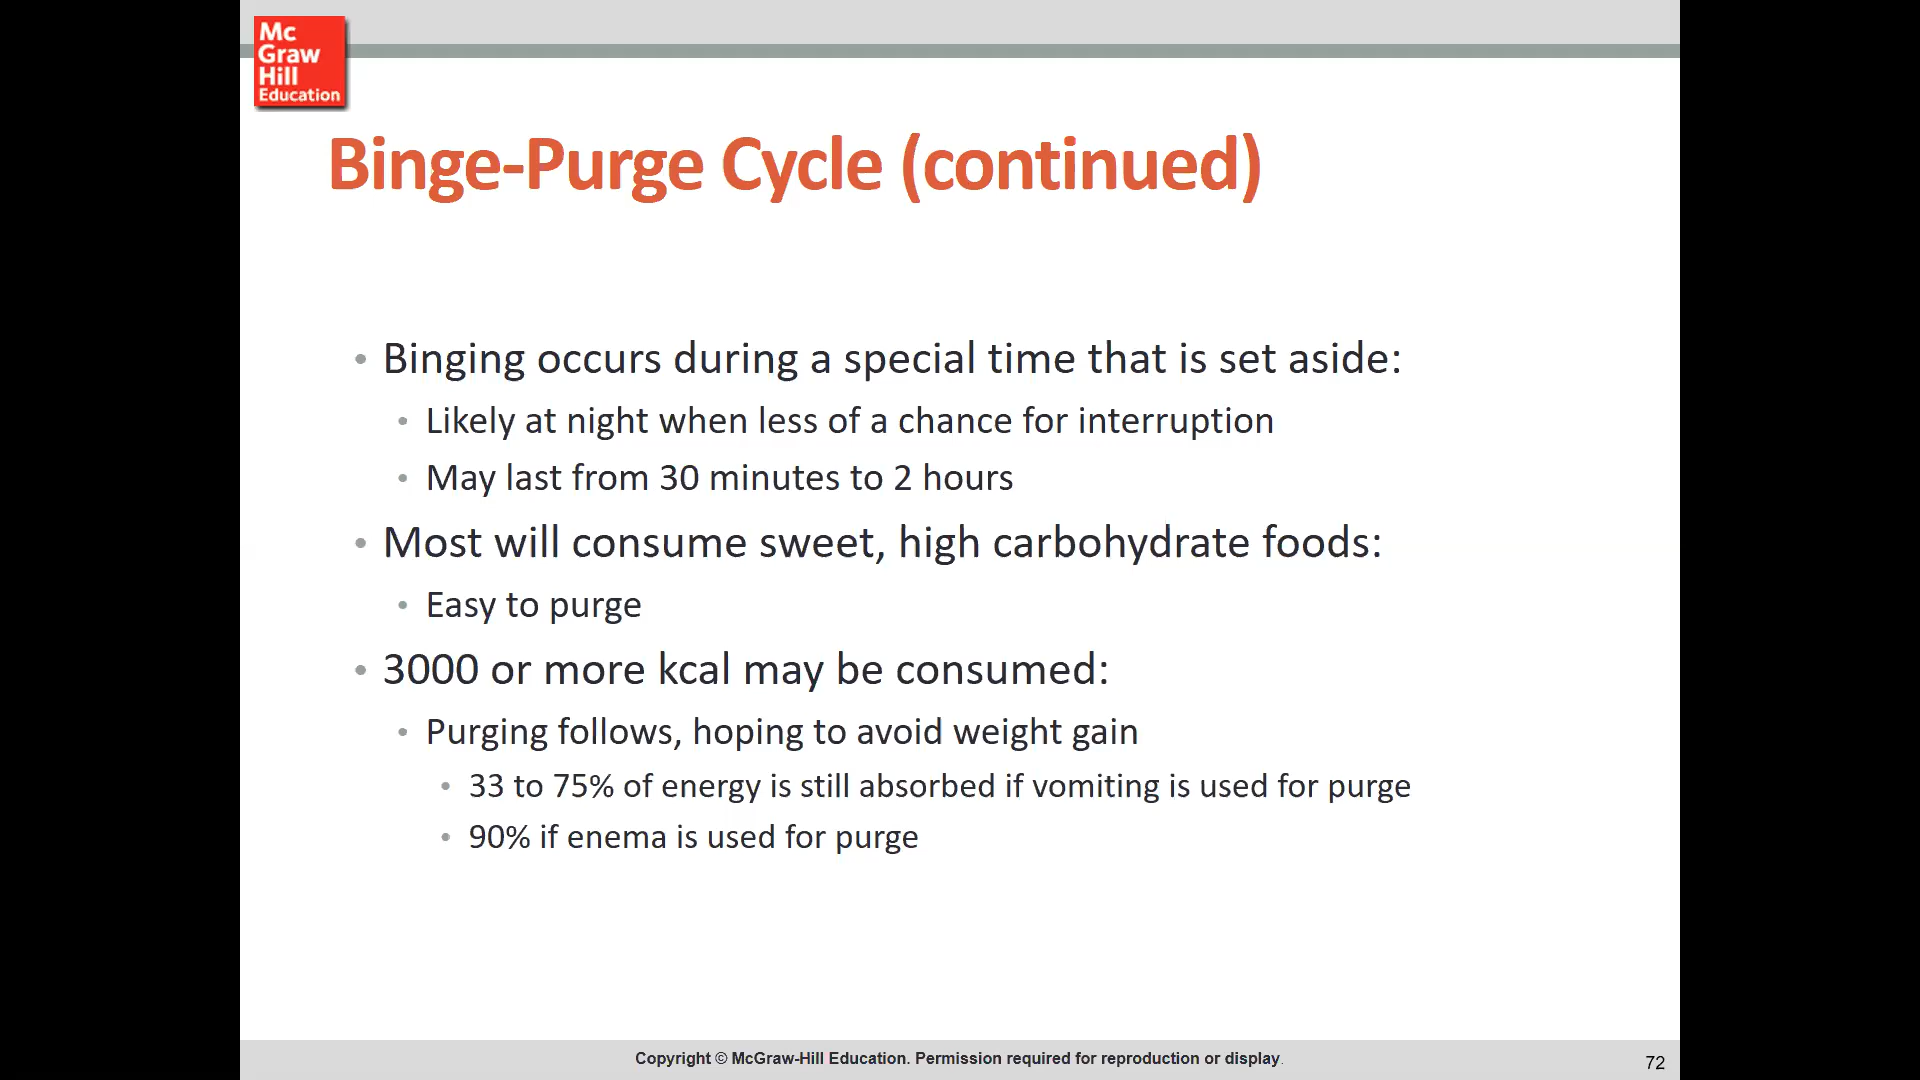 Mc
Graw
Hill
Education
Binge-Purge Cycle (continued)
• Binging occurs during a special time that is set aside:
• Likely at night when less of a chance for interruption
• May last from 30 minutes to 2 hours
• Most will consume sweet, high carbohydrate foods:
• Easy to purge
• 3000 or more kcal may be consumed:
• Purging follows, hoping to avoid weight gain
• 33 to 75% of energy is still absorbed if vomiting is used for purge
• 90% if enema is used for purge
Copyright © McGraw-Hill Education. Permission required for reproduction or display.
72